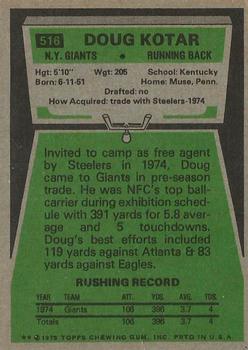 516 DOUG KOTAR
N.Y. GIANTS • RUNNING BACK
Hgt: 5'10" Wgt: 205 School: Kentucky
Born: 6-11-51 Home: Muse, Penn.
Drafted: no
How Acquired: trade with Steelers-1974
Invited to camp as free agent
by Steelers in 1974, Doug
came to Giants in pre-season
trade. He was NFC's top ball-
carrier during exhibition sched-
ule with 391 yards for 5.8 aver-
age and 5 touchdowns.
Doug's best efforts included
119 yards against Atlanta & 83
yards against Eagles.
RUSHING RECORD
YEAR TEAM ATT. YDS. AVG. TDS.
1974 Giants 106 396 3.7 4
Totals 106 396 3.7 4
** © 1975 TOPPS CHEWING GUM, INC. PRTD IN U.S.A.